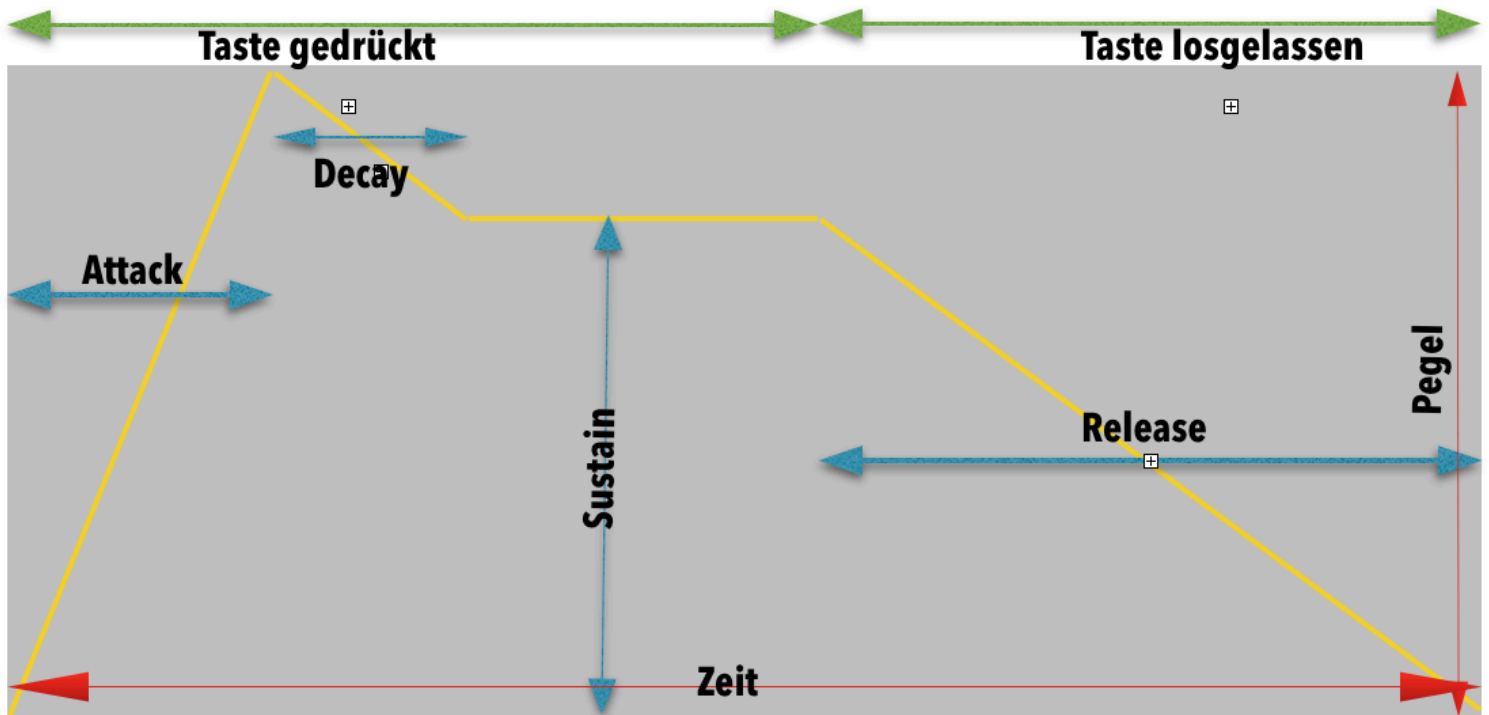 Taste gedrückt
Taste losgelassen
Decay
Attack
Pegel
Sustain
Release
Zeit